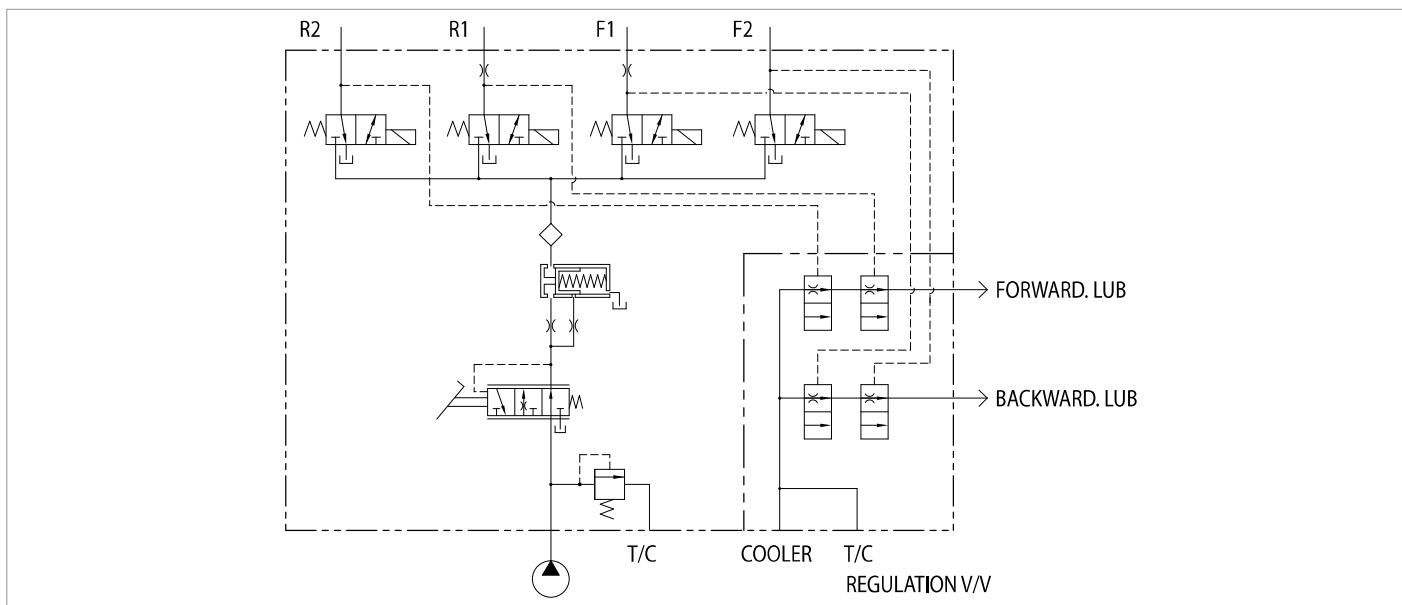 R2 R1 F1 F2
FORWARD. LUB
BACKWARD. LUB
T/C COOLER T/C
REGULATION V/V